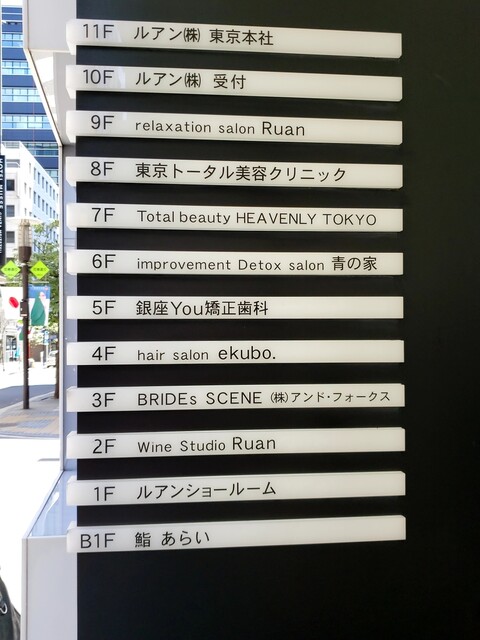 11F ルアン㈱ 東京本社
10F ルアン㈱ 受付
9F relaxation salon Ruan
8F 東京トータル美容クリニック
7F Total beauty HEAVENLY TOKYO
6F improvement Detox salon 青の家
5F 銀座You矯正歯科
4F hair salon ekubo.
3F BRIDEs SCENE ㈱アンド・フォークス
2F Wine Studio Ruan
1F ルアンショールーム
B1F 鮨 あらい